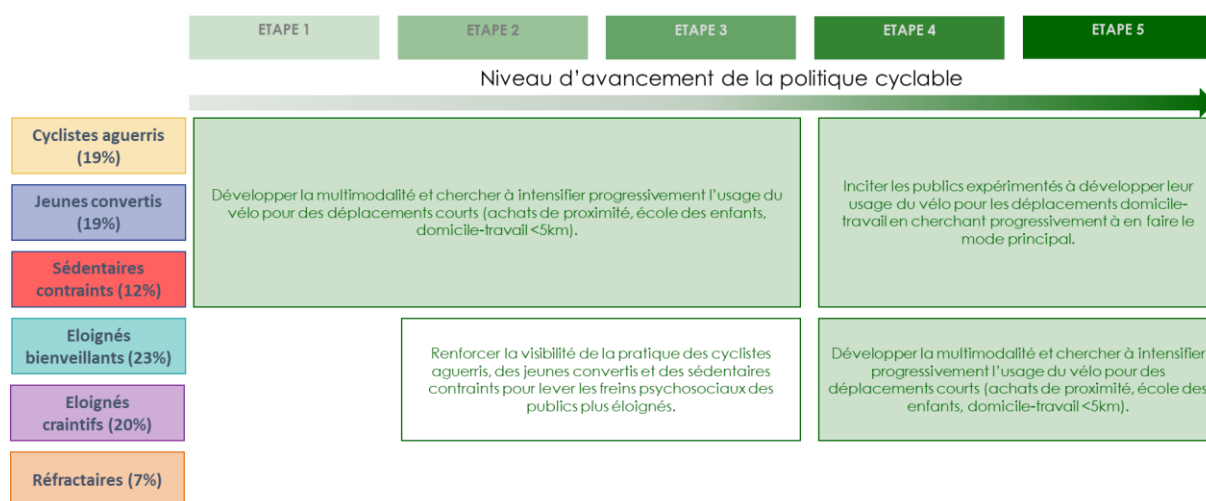 ETAPE 1
ETAPE 2
ETAPE 3
ETAPE 4
ETAPE 5
Niveau d'avancement de la politique cyclable
Cyclistes aguerris
(19%)
Jeunes convertis
(19%)
Sédentaires
contraints (12%)
Développer la multimodalité et chercher à intensifier progressivement l'usage du
vélo pour des déplacements courts (achats de proximité, école des enfants,
domicile-travail <5km).
Inciter les publics expérimentés à développer leur
usage du vélo pour les déplacements domicile-
travail en cherchant progressivement à en faire le
mode principal.
Eloignés
bienveillants (23%)
Eloignés
craintifs (20%)
Renforcer la visibilité de la pratique des cyclistes
aguerris, des jeunes convertis et des sédentaires
contraints pour lever les freins psychosociaux des
publics plus éloignés.
Développer la multimodalité et chercher à intensifier
progressivement l'usage du vélo pour des
déplacements courts (achats de proximité, école des
enfants, domicile-travail <5km).
Réfractaires (7%)